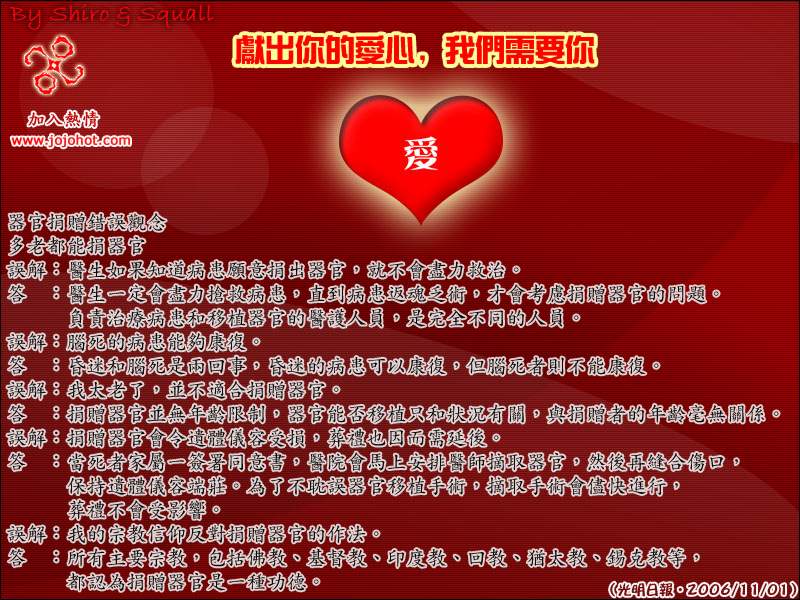 By Shiro & Squall
獻出你的愛心，我們需要你
加入熱情
www.jojohot.com
愛
器官捐贈錯誤觀念
多老都能捐器官
誤解：醫生如果知道病患願意捐出器官，就不會盡力救治。
答　：醫生一定會盡力搶救病患，直到病患返魂乏術，才會考慮捐贈器官的問題。
負責治療病患和移植器官的醫護人員，是完全不同的人員。
誤解：腦死的病患能夠康復。
答　：昏迷和腦死是兩回事，昏迷的病患可以康復，但腦死者則不能康復。
誤解：我太老了，並不適合捐贈器官。
答　：捐贈器官並無年齡限制，器官能否移植只和狀況有關，與捐贈者的年齡毫無關係。
誤解：捐贈器官會令遺體儀容受損，葬禮也因而需延後。
答　：當死者家屬一簽署同意書，醫院會馬上安排醫師摘取器官，然後再縫合傷口，
保持遺體儀容端莊。為了不耽誤器官移植手術，摘取手術會儘快進行，
葬禮不會受影響。
誤解：我的宗教信仰反對捐贈器官的作法。
答　：所有主要宗教，包括佛教、基督教、印度教、回教、猶太教、錫克教等，
都認為捐贈器官是一種功德。
（光明日報‧2006/11/01）